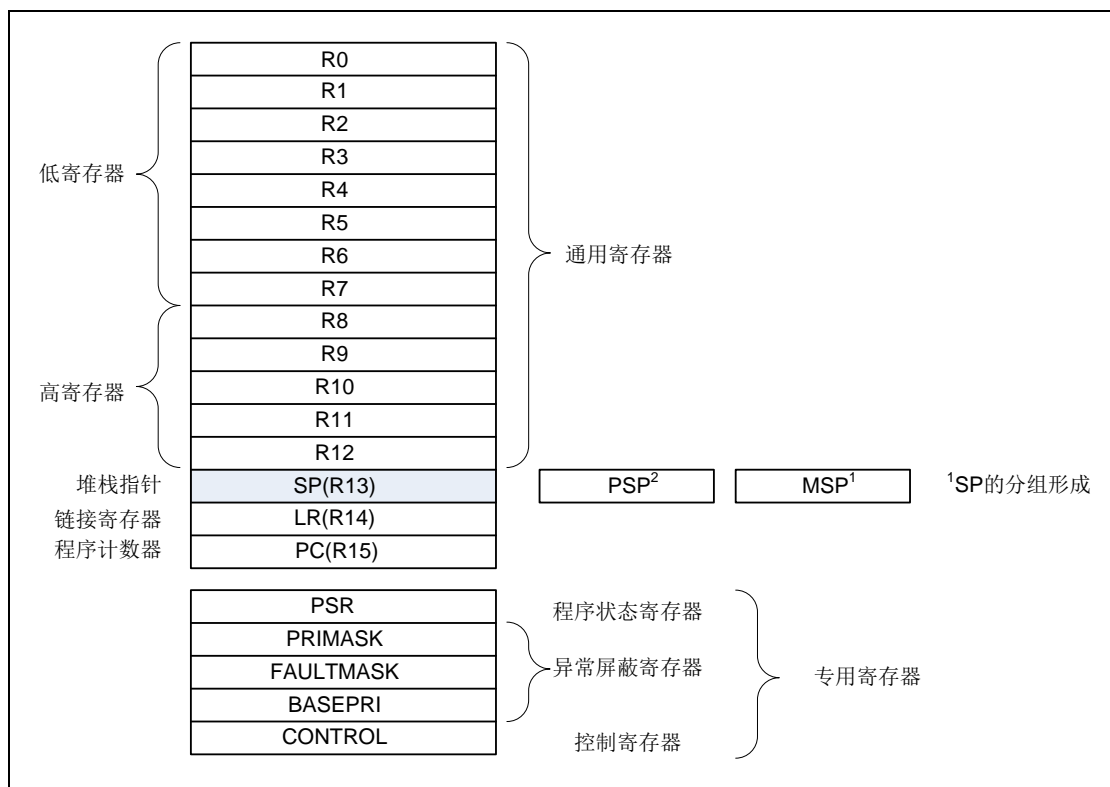 R0
R1
R2
R3
低寄存器
R4
R5
R6
通用寄存器
R7
R8
R9
高寄存器
R10
R11
R12
堆栈指针 SP(R13) PSP² MSP¹ ¹SP的分组形成
链接寄存器 LR(R14)
程序计数器 PC(R15)
PSR 程序状态寄存器
PRIMASK
FAULTMASK 异常屏蔽寄存器 专用寄存器
BASEPRI
CONTROL 控制寄存器